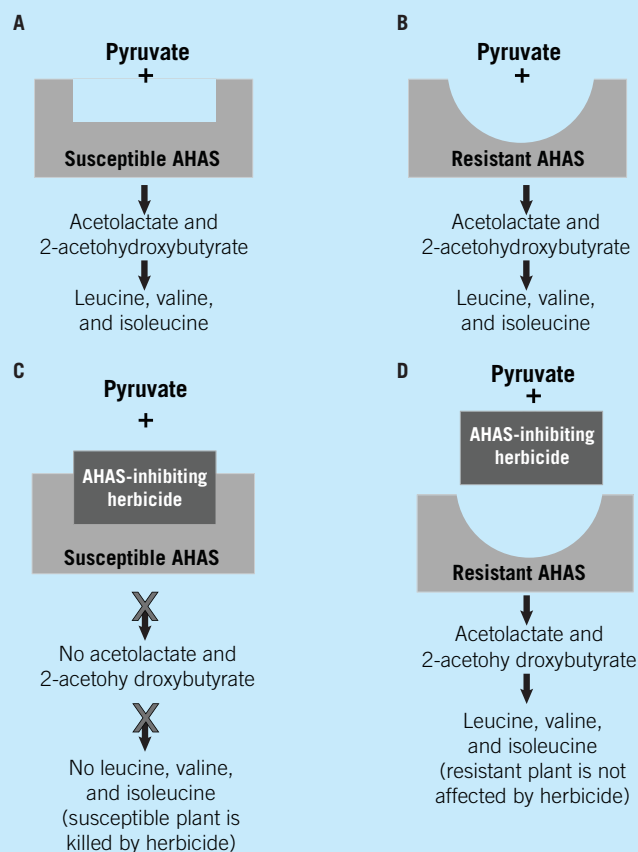 A
Pyruvate
+
Susceptible AHAS
Acetolactate and
2-acetohydroxybutyrate
Leucine, valine,
and isoleucine
B
Pyruvate
+
Resistant AHAS
Acetolactate and
2-acetohydroxybutyrate
Leucine, valine,
and isoleucine
C
Pyruvate
+
AHAS-inhibiting
herbicide
Susceptible AHAS
X
No acetolactate and
2-acetohy droxybutyrate
X
No leucine, valine,
and isoleucine
(susceptible plant is
killed by herbicide)
D
Pyruvate
+
AHAS-inhibiting
herbicide
Resistant AHAS
Acetolactate and
2-acetohy droxybutyrate
Leucine, valine,
and isoleucine
(resistant plant is not
affected by herbicide)